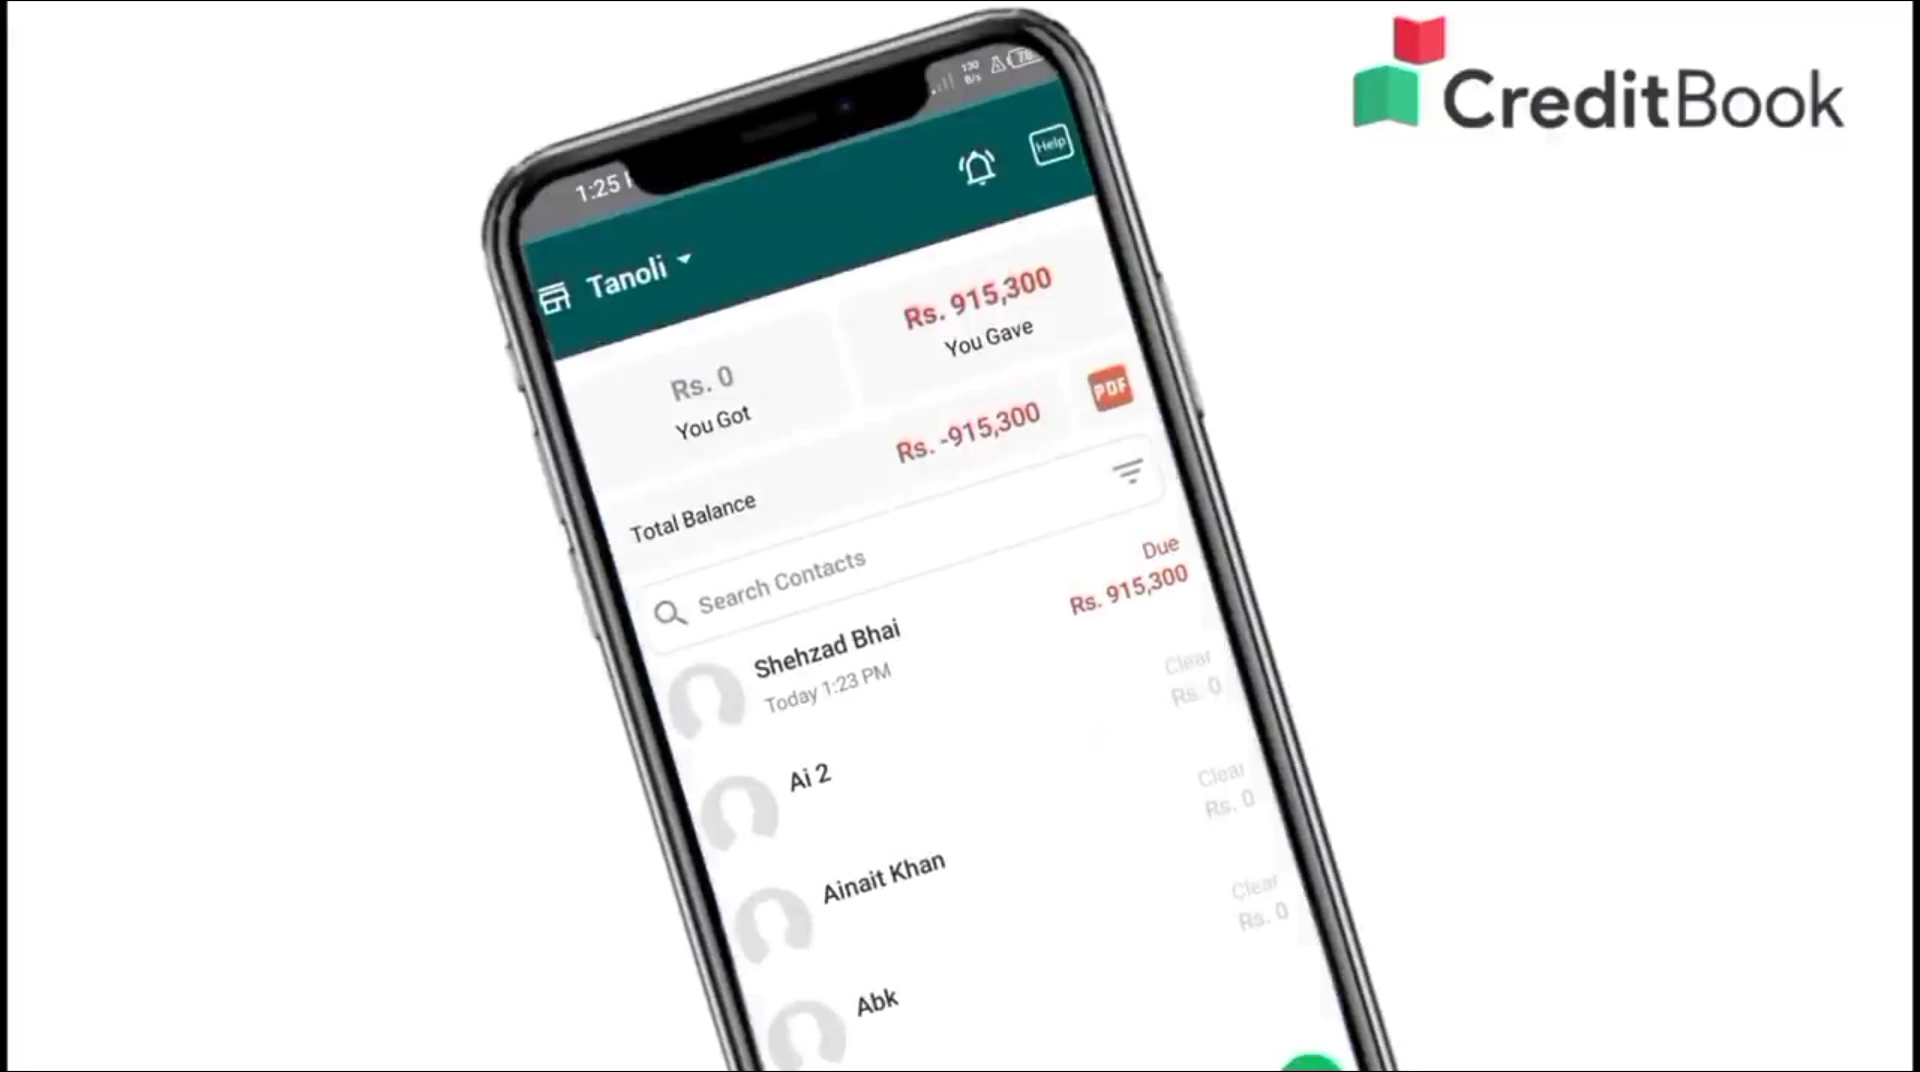 CreditBook
1:25
130
B/s
78
Help
Tanoli
Rs. 0
You Got
Rs. 915,300
You Gave
Total Balance
Rs. -915,300
PDF
Search Contacts
Shehzad Bhai
Today 1:23 PM
Due
Rs. 915,300
Ai 2
Clear
Rs. 0
Ainait Khan
Clear
Rs. 0
Abk
Clear
Rs. 0